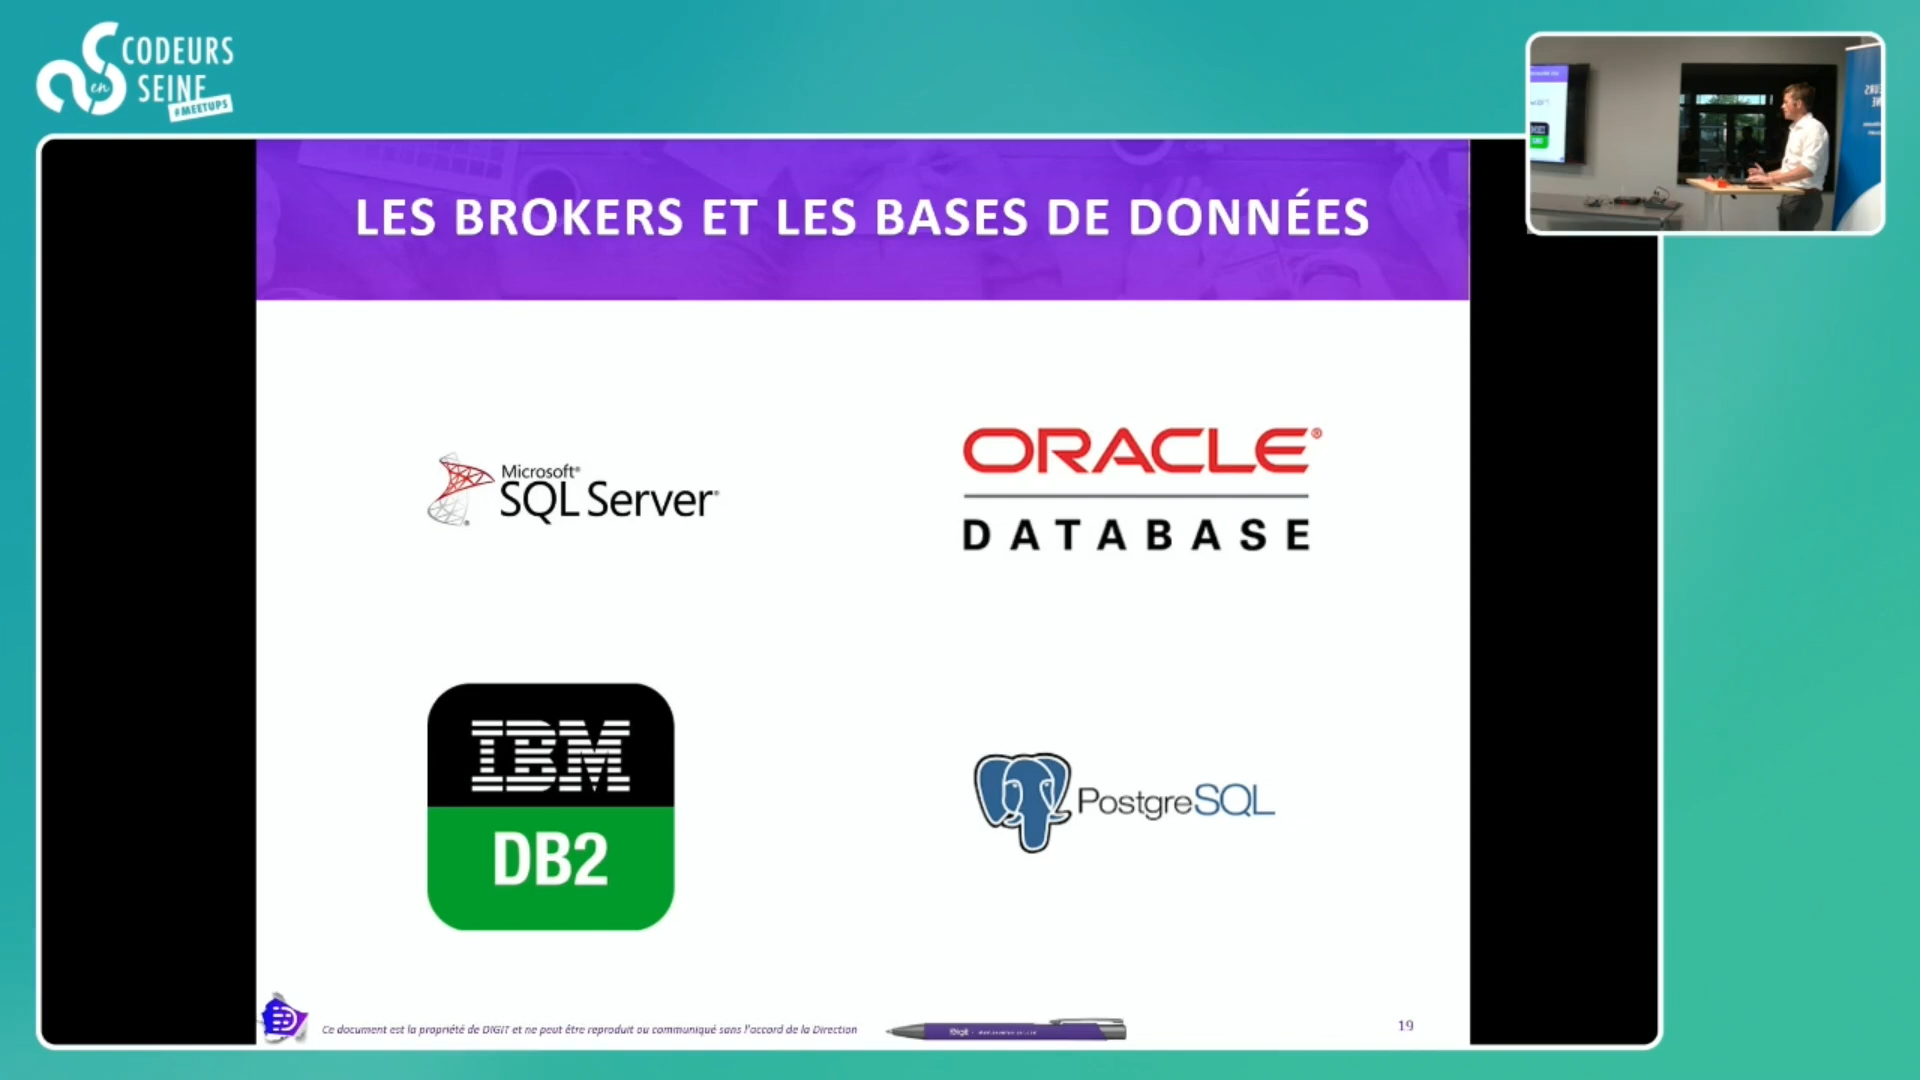 CODEURS
en
SEINE
#MEETUPS
LES BROKERS ET LES BASES DE DONNÉES
Microsoft®
SQL Server®
ORACLE®
DATABASE
IBM
DB2
PostgreSQL
Ce document est la propriété de DIGIT et ne peut être reproduit ou communiqué sans l'accord de la Direction
Digit
19